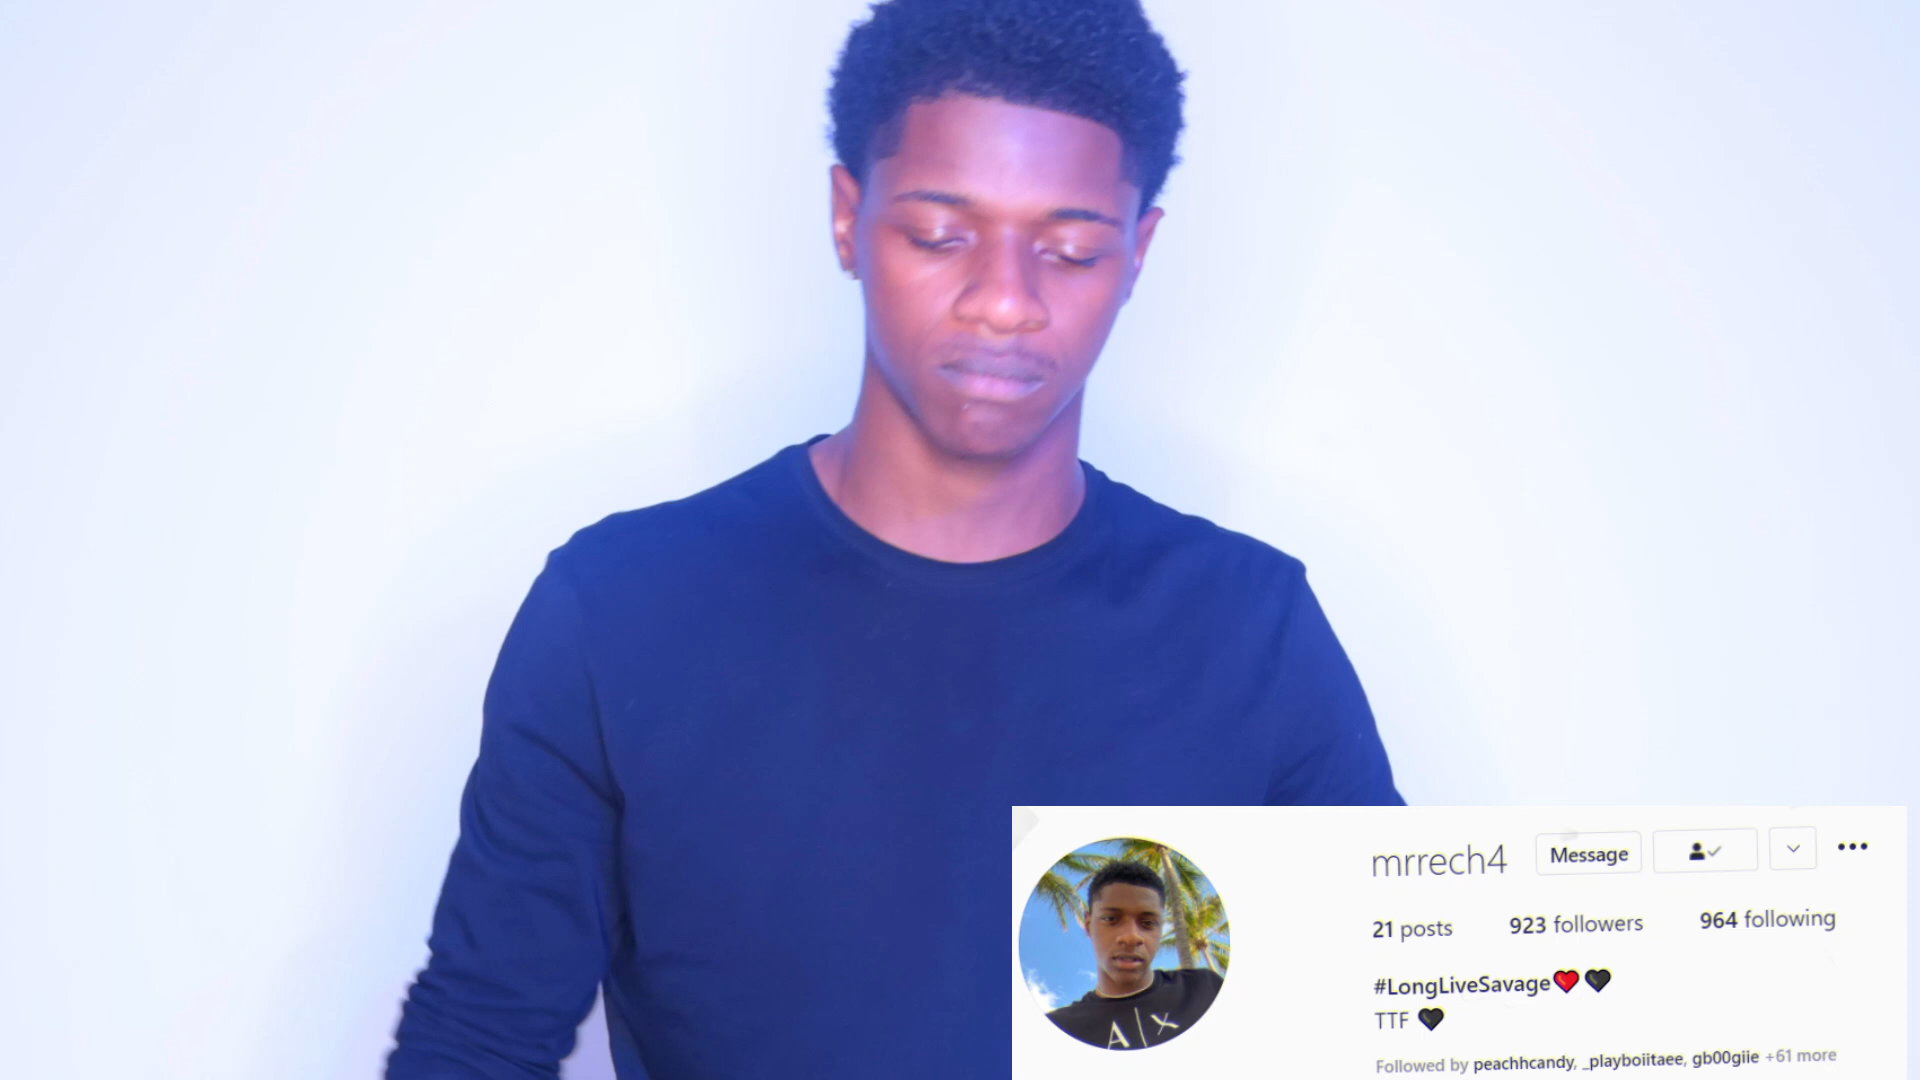 mrrech4 Message
21 posts 923 followers 964 following
#LongLiveSavage❤️🖤
TTF 🖤
Followed by peachhcandy, _playboiitaee, gb00giie +61 more
A|X